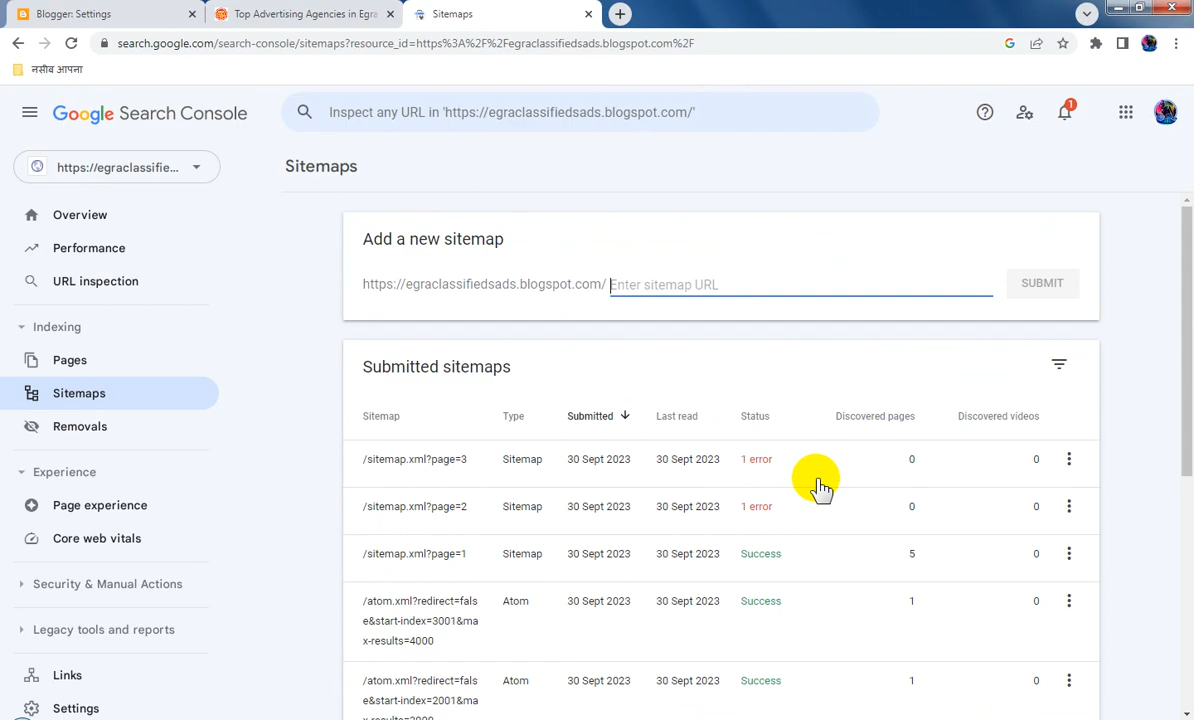 Blogger: Settings
Top Advertising Agencies in Egra
Sitemaps
search.google.com/search-console/sitemaps?resource_id=https%3A%2F%2Fegraclassifiedsads.blogspot.com%2F
नसीब आपना
Google Search Console
Inspect any URL in 'https://egraclassifiedsads.blogspot.com/'
1
https://egraclassifie...
Sitemaps
Overview
Performance
URL inspection
Indexing
Pages
Sitemaps
Removals
Experience
Page experience
Core web vitals
Security & Manual Actions
Legacy tools and reports
Links
Settings
Add a new sitemap
https://egraclassifiedsads.blogspot.com/ Enter sitemap URL SUBMIT
Submitted sitemaps
Sitemap Type Submitted Last read Status Discovered pages Discovered videos
/sitemap.xml?page=3 Sitemap 30 Sept 2023 30 Sept 2023 1 error 0 0
/sitemap.xml?page=2 Sitemap 30 Sept 2023 30 Sept 2023 1 error 0 0
/sitemap.xml?page=1 Sitemap 30 Sept 2023 30 Sept 2023 Success 5 0
/atom.xml?redirect=fals Atom 30 Sept 2023 30 Sept 2023 Success 1 0
e&start-index=3001&ma
x-results=4000
/atom.xml?redirect=fals Atom 30 Sept 2023 30 Sept 2023 Success 1 0
e&start-index=2001&ma